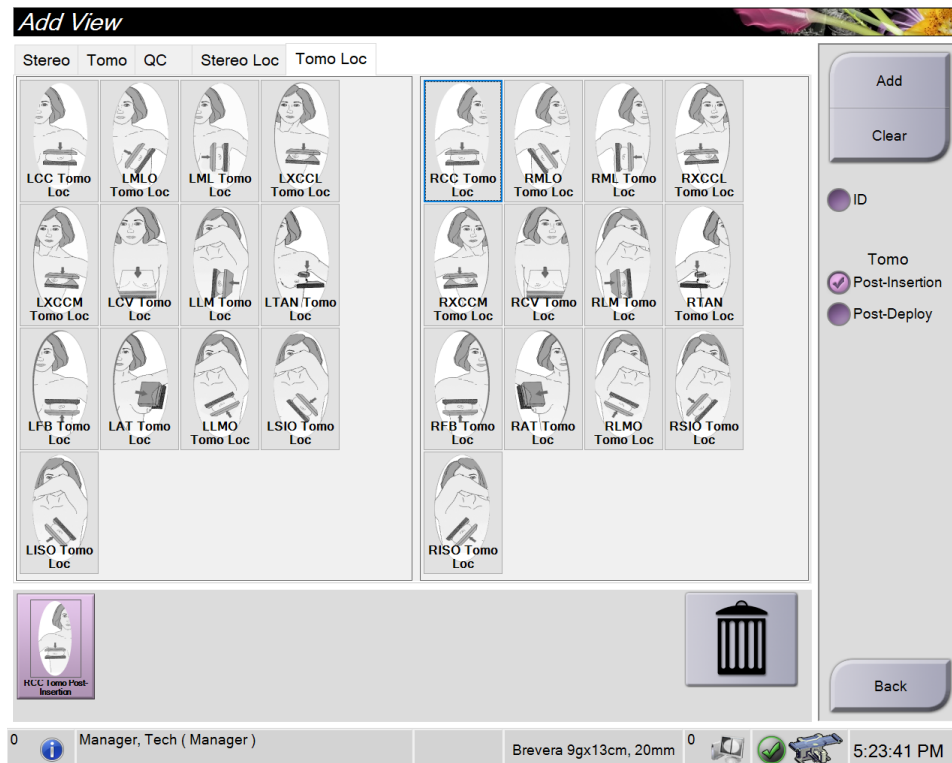 Add View
Stereo
Tomo
QC
Stereo Loc
Tomo Loc
LCC Tomo
Loc
LMLO
Tomo Loc
LML Tomo
Loc
LXCCL
Tomo Loc
RCC Tomo
Loc
RMLO
Tomo Loc
RML Tomo
Loc
RXCCL
Tomo Loc
LXCCM
Tomo Loc
LCV Tomo
Loc
LLM Tomo
Loc
LTAN Tomo
Loc
RXCCM
Tomo Loc
RCV Tomo
Loc
RLM Tomo
Loc
RTAN
Tomo Loc
LFB Tomo
Loc
LAT Tomo
Loc
LLMO
Tomo Loc
LSIO Tomo
Loc
RFB Tomo
Loc
RAT Tomo
Loc
RLMO
Tomo Loc
RSIO Tomo
Loc
LISO Tomo
Loc
RISO Tomo
Loc
Add
Clear
ID
Tomo
Post-Insertion
Post-Deploy
RCC Tomo Post-
Insertion
Back
0
Manager, Tech ( Manager )
Brevera 9gx13cm, 20mm
0
5:23:41 PM